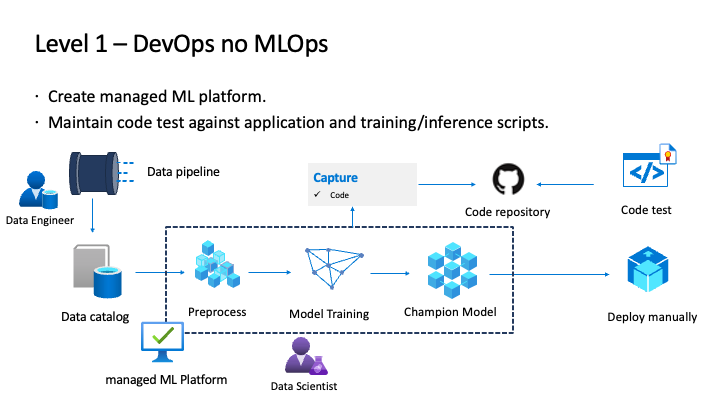 Level 1 – DevOps no MLOps
· Create managed ML platform.
· Maintain code test against application and training/inference scripts.
Data pipeline
Data Engineer
Capture
✓ Code
Code repository
Code test
Data catalog
Preprocess
Model Training
Champion Model
Deploy manually
managed ML Platform
Data Scientist